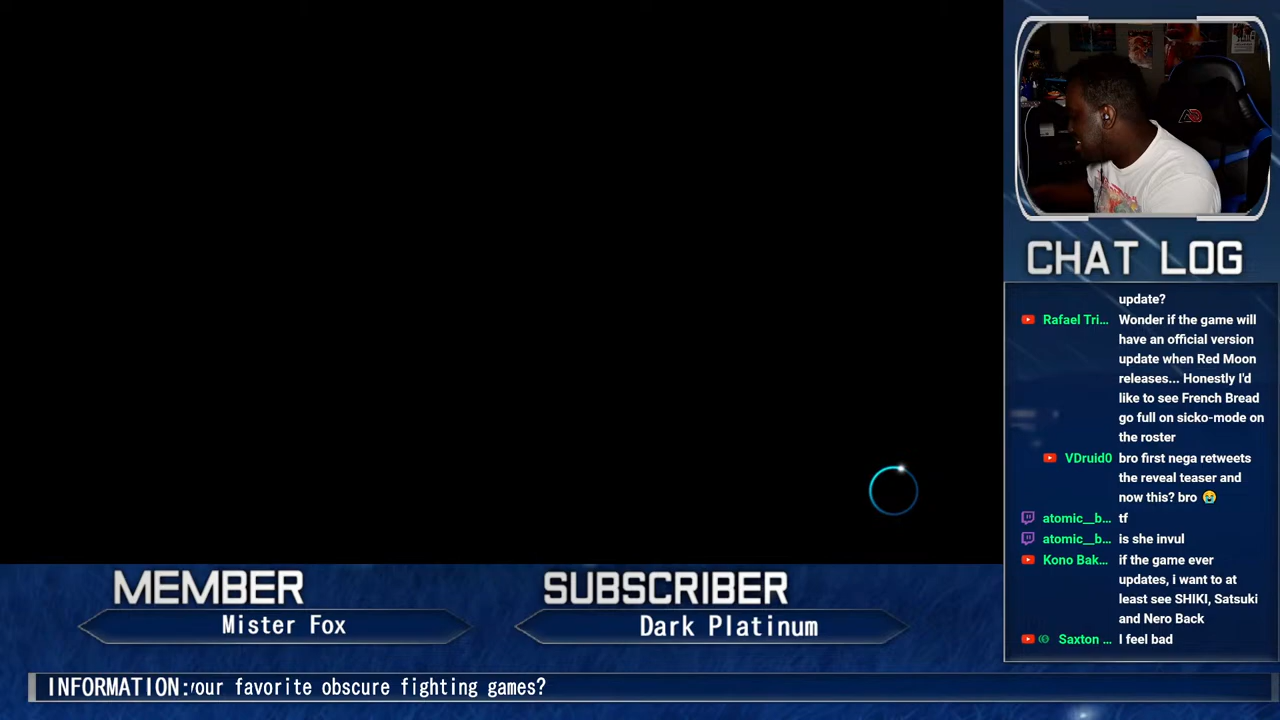 CHAT LOG
update?
Rafael Tri... Wonder if the game will
have an official version
update when Red Moon
releases... Honestly I'd
like to see French Bread
go full on sicko-mode on
the roster
VDruid0 bro first nega retweets
the reveal teaser and
now this? bro 😭
atomic__b... tf
atomic__b... is she invul
Kono Bak... if the game ever
updates, i want to at
least see SHIKI, Satsuki
and Nero Back
Saxton ... I feel bad
MEMBER
Mister Fox
SUBSCRIBER
Dark Platinum
INFORMATION:your favorite obscure fighting games?